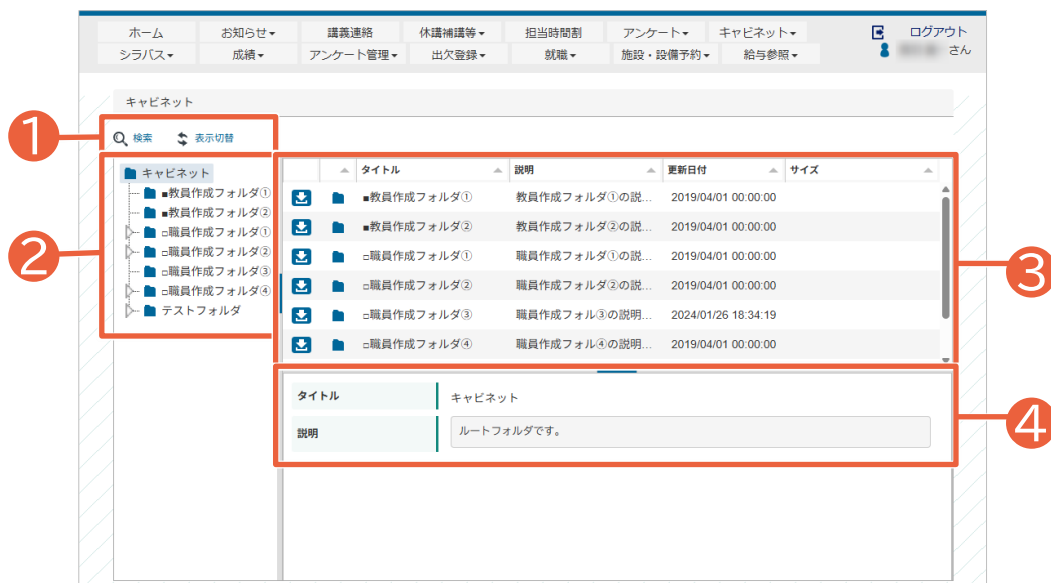 ホーム お知らせ▾ 講義連絡 休講補講等▾ 担当時間割 アンケート▾ キャビネット▾ ログアウト
シラバス▾ 成績▾ アンケート管理▾ 出欠登録▾ 就職▾ 施設・設備予約▾ 給与参照▾ さん
キャビネット
1
検索 表示切替
2
キャビネット
■教員作成フォルダ①
■教員作成フォルダ②
□職員作成フォルダ①
□職員作成フォルダ②
□職員作成フォルダ③
□職員作成フォルダ④
テストフォルダ
タイトル 説明 更新日付 サイズ
■教員作成フォルダ① 教員作成フォルダ①の説... 2019/04/01 00:00:00
■教員作成フォルダ② 教員作成フォルダ②の説... 2019/04/01 00:00:00
□職員作成フォルダ① 職員作成フォルダ①の説... 2019/04/01 00:00:00
□職員作成フォルダ② 職員作成フォルダ②の説... 2019/04/01 00:00:00
□職員作成フォルダ③ 職員作成フォル③の説明... 2024/01/26 18:34:19
□職員作成フォルダ④ 職員作成フォル④の説明... 2019/04/01 00:00:00
3
タイトル キャビネット
説明 ルートフォルダです。
4